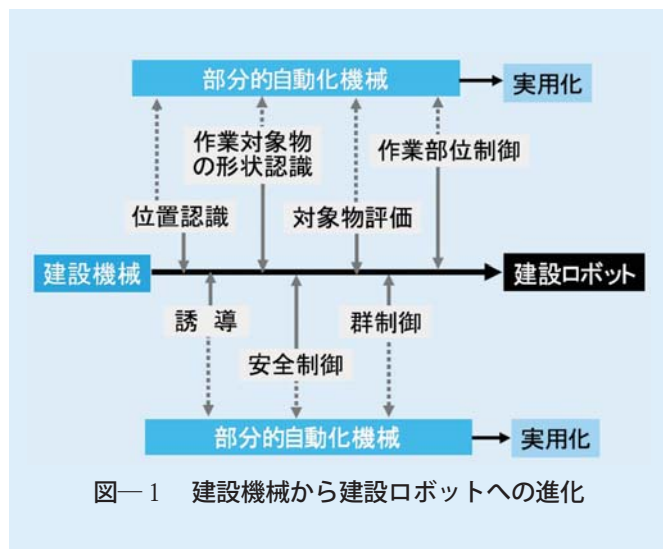 部分的自動化機械
実用化
作業対象物
の形状認識
作業部位制御
位置認識
対象物評価
建設機械
建設ロボット
誘 導
群制御
安全制御
部分的自動化機械
実用化
図―1 建設機械から建設ロボットへの進化